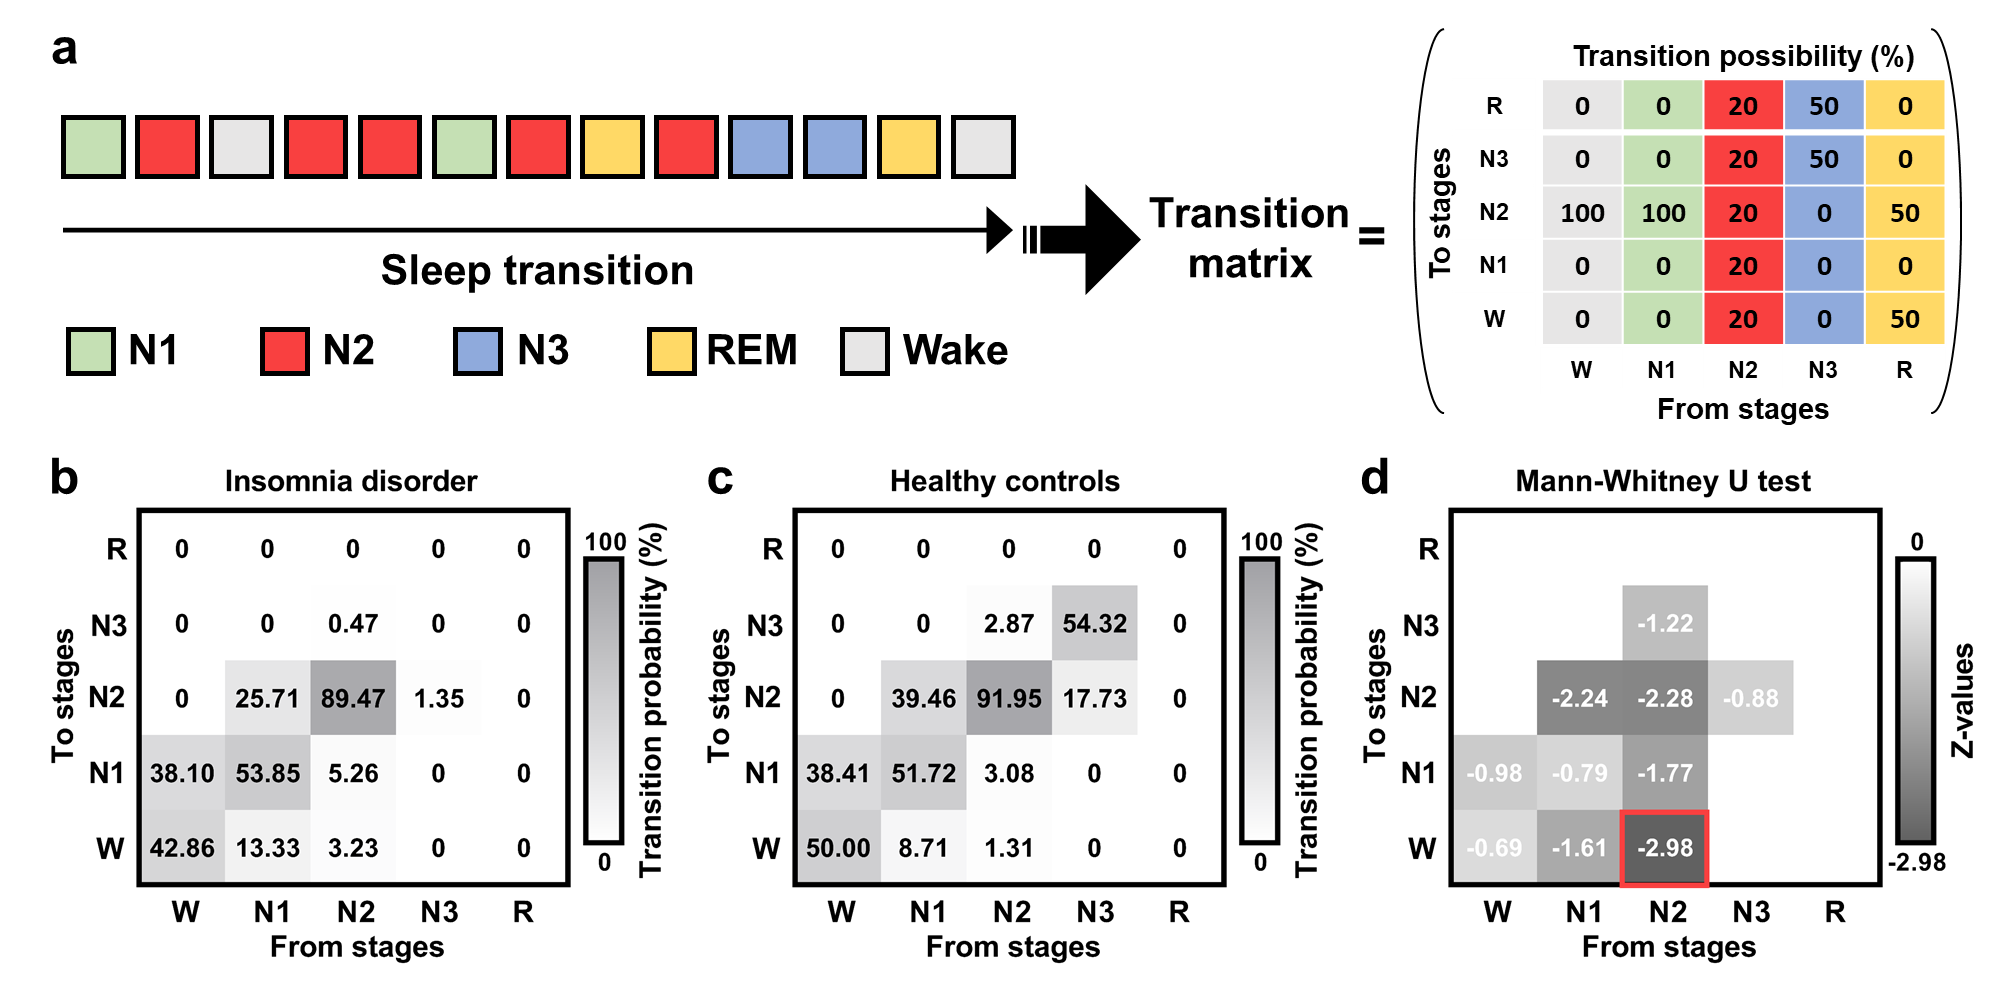 a
Sleep transition
N1 N2 N3 REM Wake
Transition
matrix
=
Transition possibility (%)
To stages
R 0 0 20 50 0
N3 0 0 20 50 0
N2 100 100 20 0 50
N1 0 0 20 0 0
W 0 0 20 0 50
W N1 N2 N3 R
From stages
b Insomnia disorder
To stages
R 0 0 0 0 0
N3 0 0 0.47 0 0
N2 0 25.71 89.47 1.35 0
N1 38.10 53.85 5.26 0 0
W 42.86 13.33 3.23 0 0
W N1 N2 N3 R
From stages
100
0
Transition probability (%)
c Healthy controls
To stages
R 0 0 0 0 0
N3 0 0 2.87 54.32 0
N2 0 39.46 91.95 17.73 0
N1 38.41 51.72 3.08 0 0
W 50.00 8.71 1.31 0 0
W N1 N2 N3 R
From stages
100
0
Transition probability (%)
d Mann-Whitney U test
To stages
R
N3 -1.22
N2 -2.24 -2.28 -0.88
N1 -0.98 -0.79 -1.77
W -0.69 -1.61 -2.98
W N1 N2 N3 R
From stages
0
-2.98
Z-values